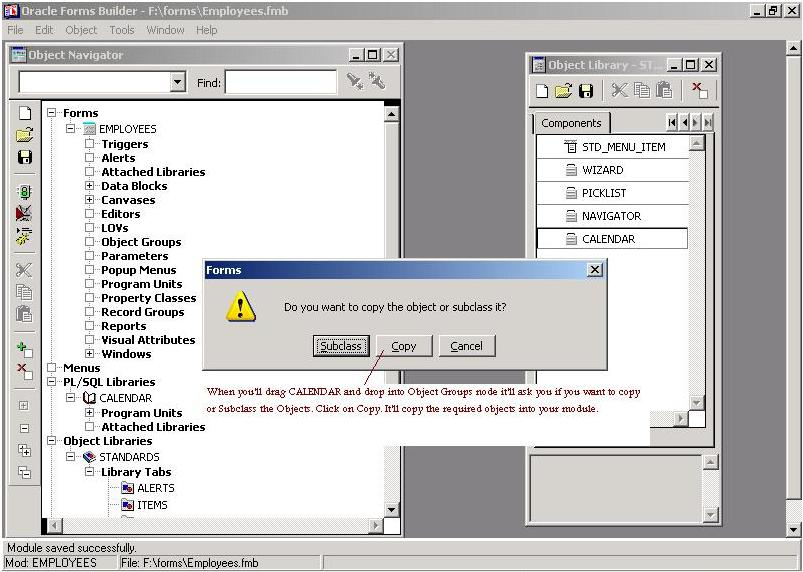 Oracle Forms Builder - F:\forms\Employees.fmb
File Edit Object Tools Window Help
Object Navigator
Find:
Forms
EMPLOYEES
Triggers
Alerts
Attached Libraries
Data Blocks
Canvases
Editors
LOVs
Object Groups
Parameters
Popup Menus
Program Units
Property Classes
Record Groups
Reports
Visual Attributes
Windows
Menus
PL/SQL Libraries
CALENDAR
Program Units
Attached Libraries
Object Libraries
STANDARDS
Library Tabs
ALERTS
ITEMS
Object Library - ST...
Components
STD_MENU_ITEM
WIZARD
PICKLIST
NAVIGATOR
CALENDAR
Forms
Do you want to copy the object or subclass it?
Subclass Copy Cancel
When you'll drag CALENDAR and drop into Object Groups node it'll ask you if you want to copy
or Subclass the Objects. Click on Copy. It'll copy the required objects into your module.
Module saved successfully.
Mod: EMPLOYEES File: F:\forms\Employees.fmb